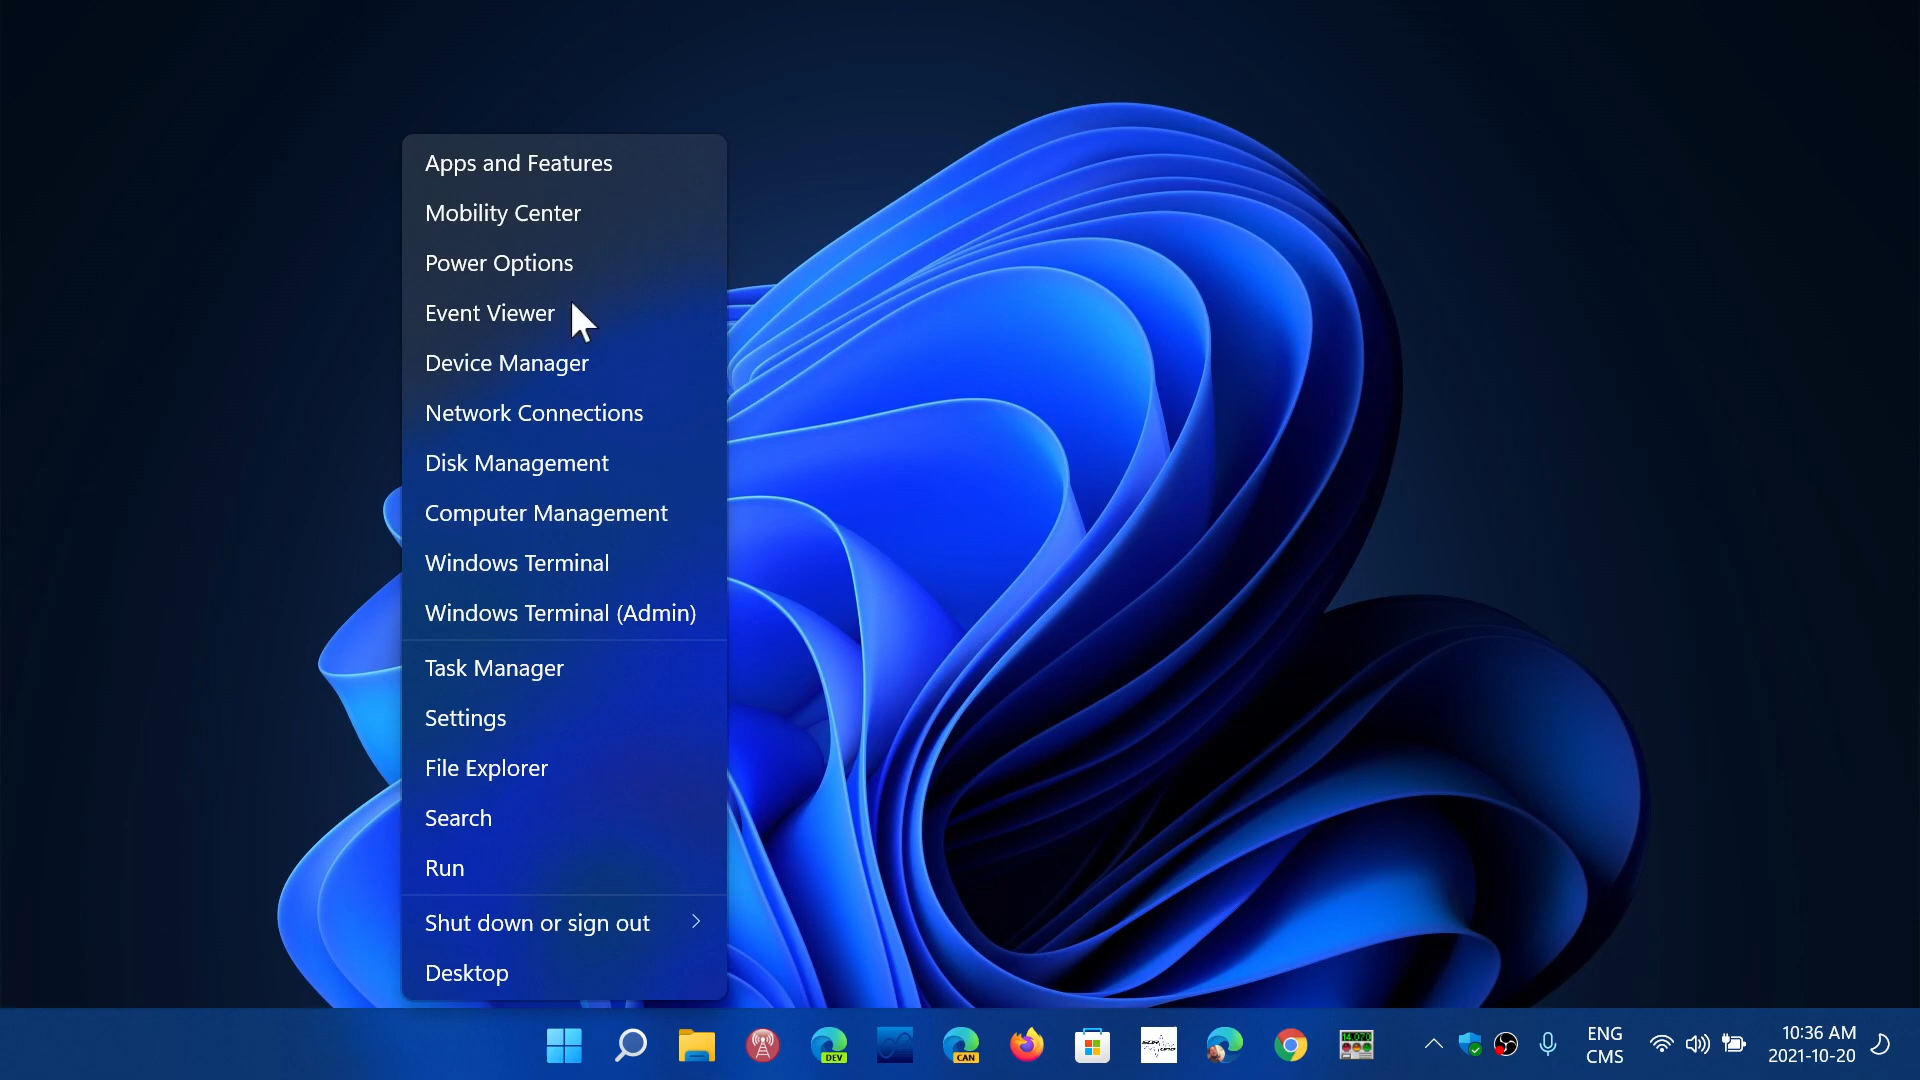 Apps and Features
Mobility Center
Power Options
Event Viewer
Device Manager
Network Connections
Disk Management
Computer Management
Windows Terminal
Windows Terminal (Admin)
Task Manager
Settings
File Explorer
Search
Run
Shut down or sign out
Desktop
DEV
CAN
ENG
CMS
10:36 AM
2021-10-20